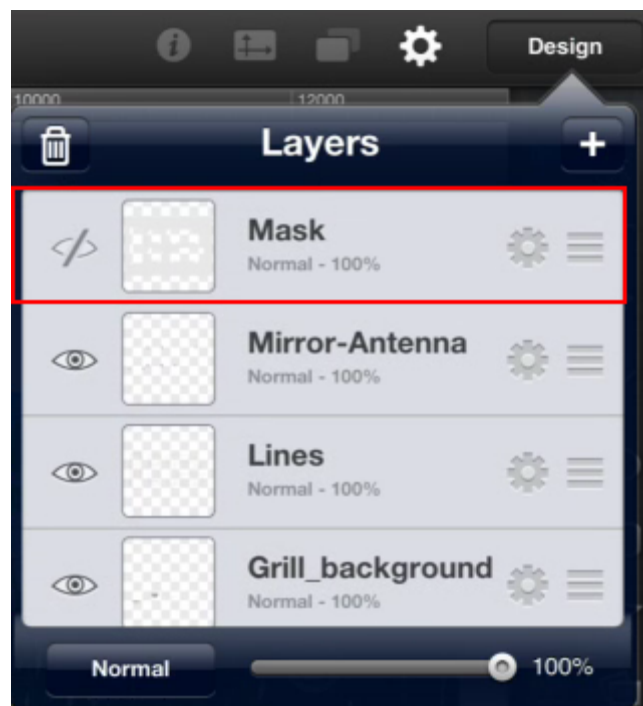 Design
10000 12000
Layers
Mask
Normal - 100%
Mirror-Antenna
Normal - 100%
Lines
Normal - 100%
Grill_background
Normal - 100%
Normal 100%